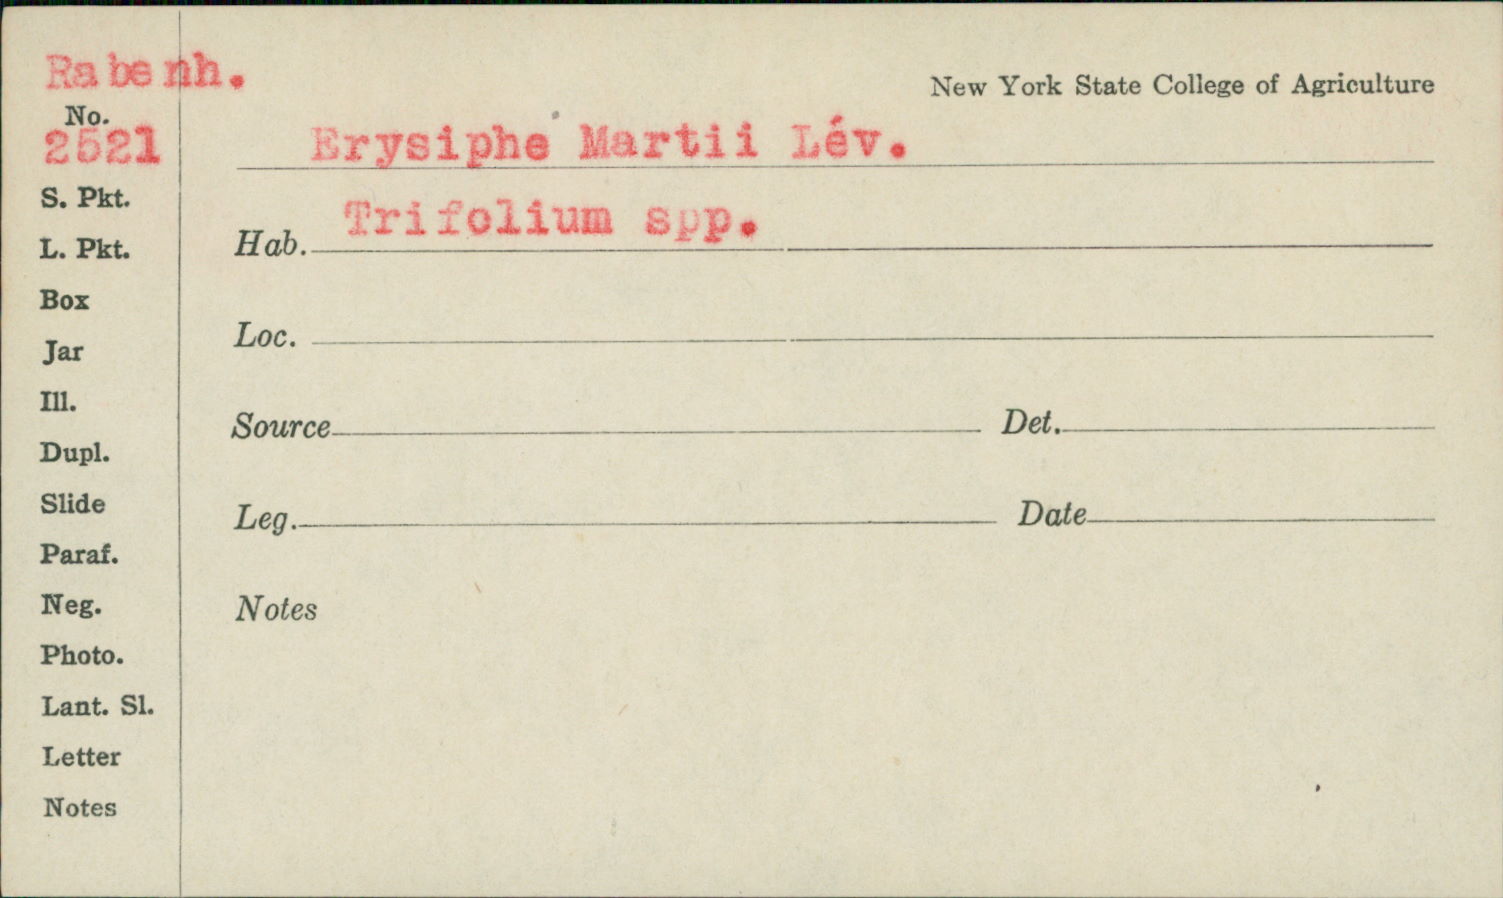 Rabenh.
New York State College of Agriculture
No.
2521
Erysiphe Martii Lév.
Hab. Trifolium spp.
S. Pkt.
L. Pkt.
Box
Loc.
Jar
Ill.
Source Det.
Dupl.
Slide
Leg. Date
Paraf.
Neg.
Notes
Photo.
Lant. Sl.
Letter
Notes